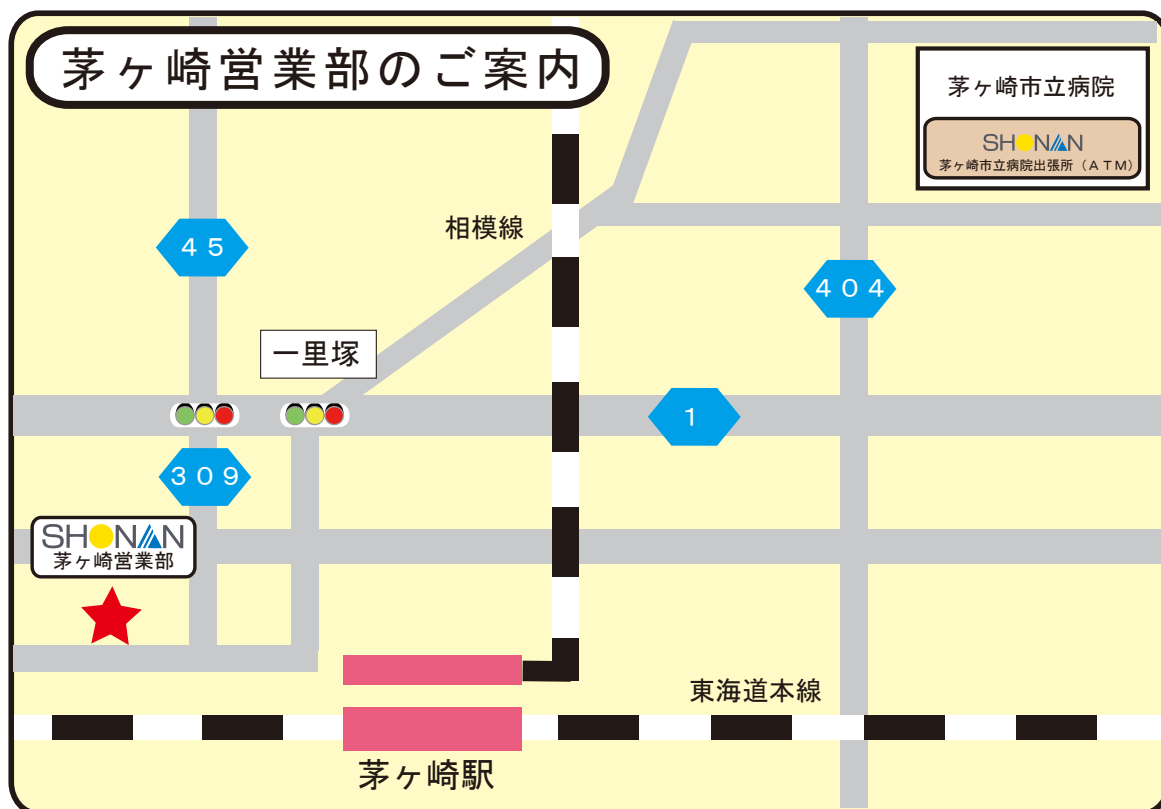 茅ヶ崎営業部のご案内
茅ヶ崎市立病院
SHONAN
茅ヶ崎市立病院出張所（ＡＴＭ）
相模線
４５
４０４
一里塚
１
３０９
SHONAN
茅ヶ崎営業部
東海道本線
茅ヶ崎駅